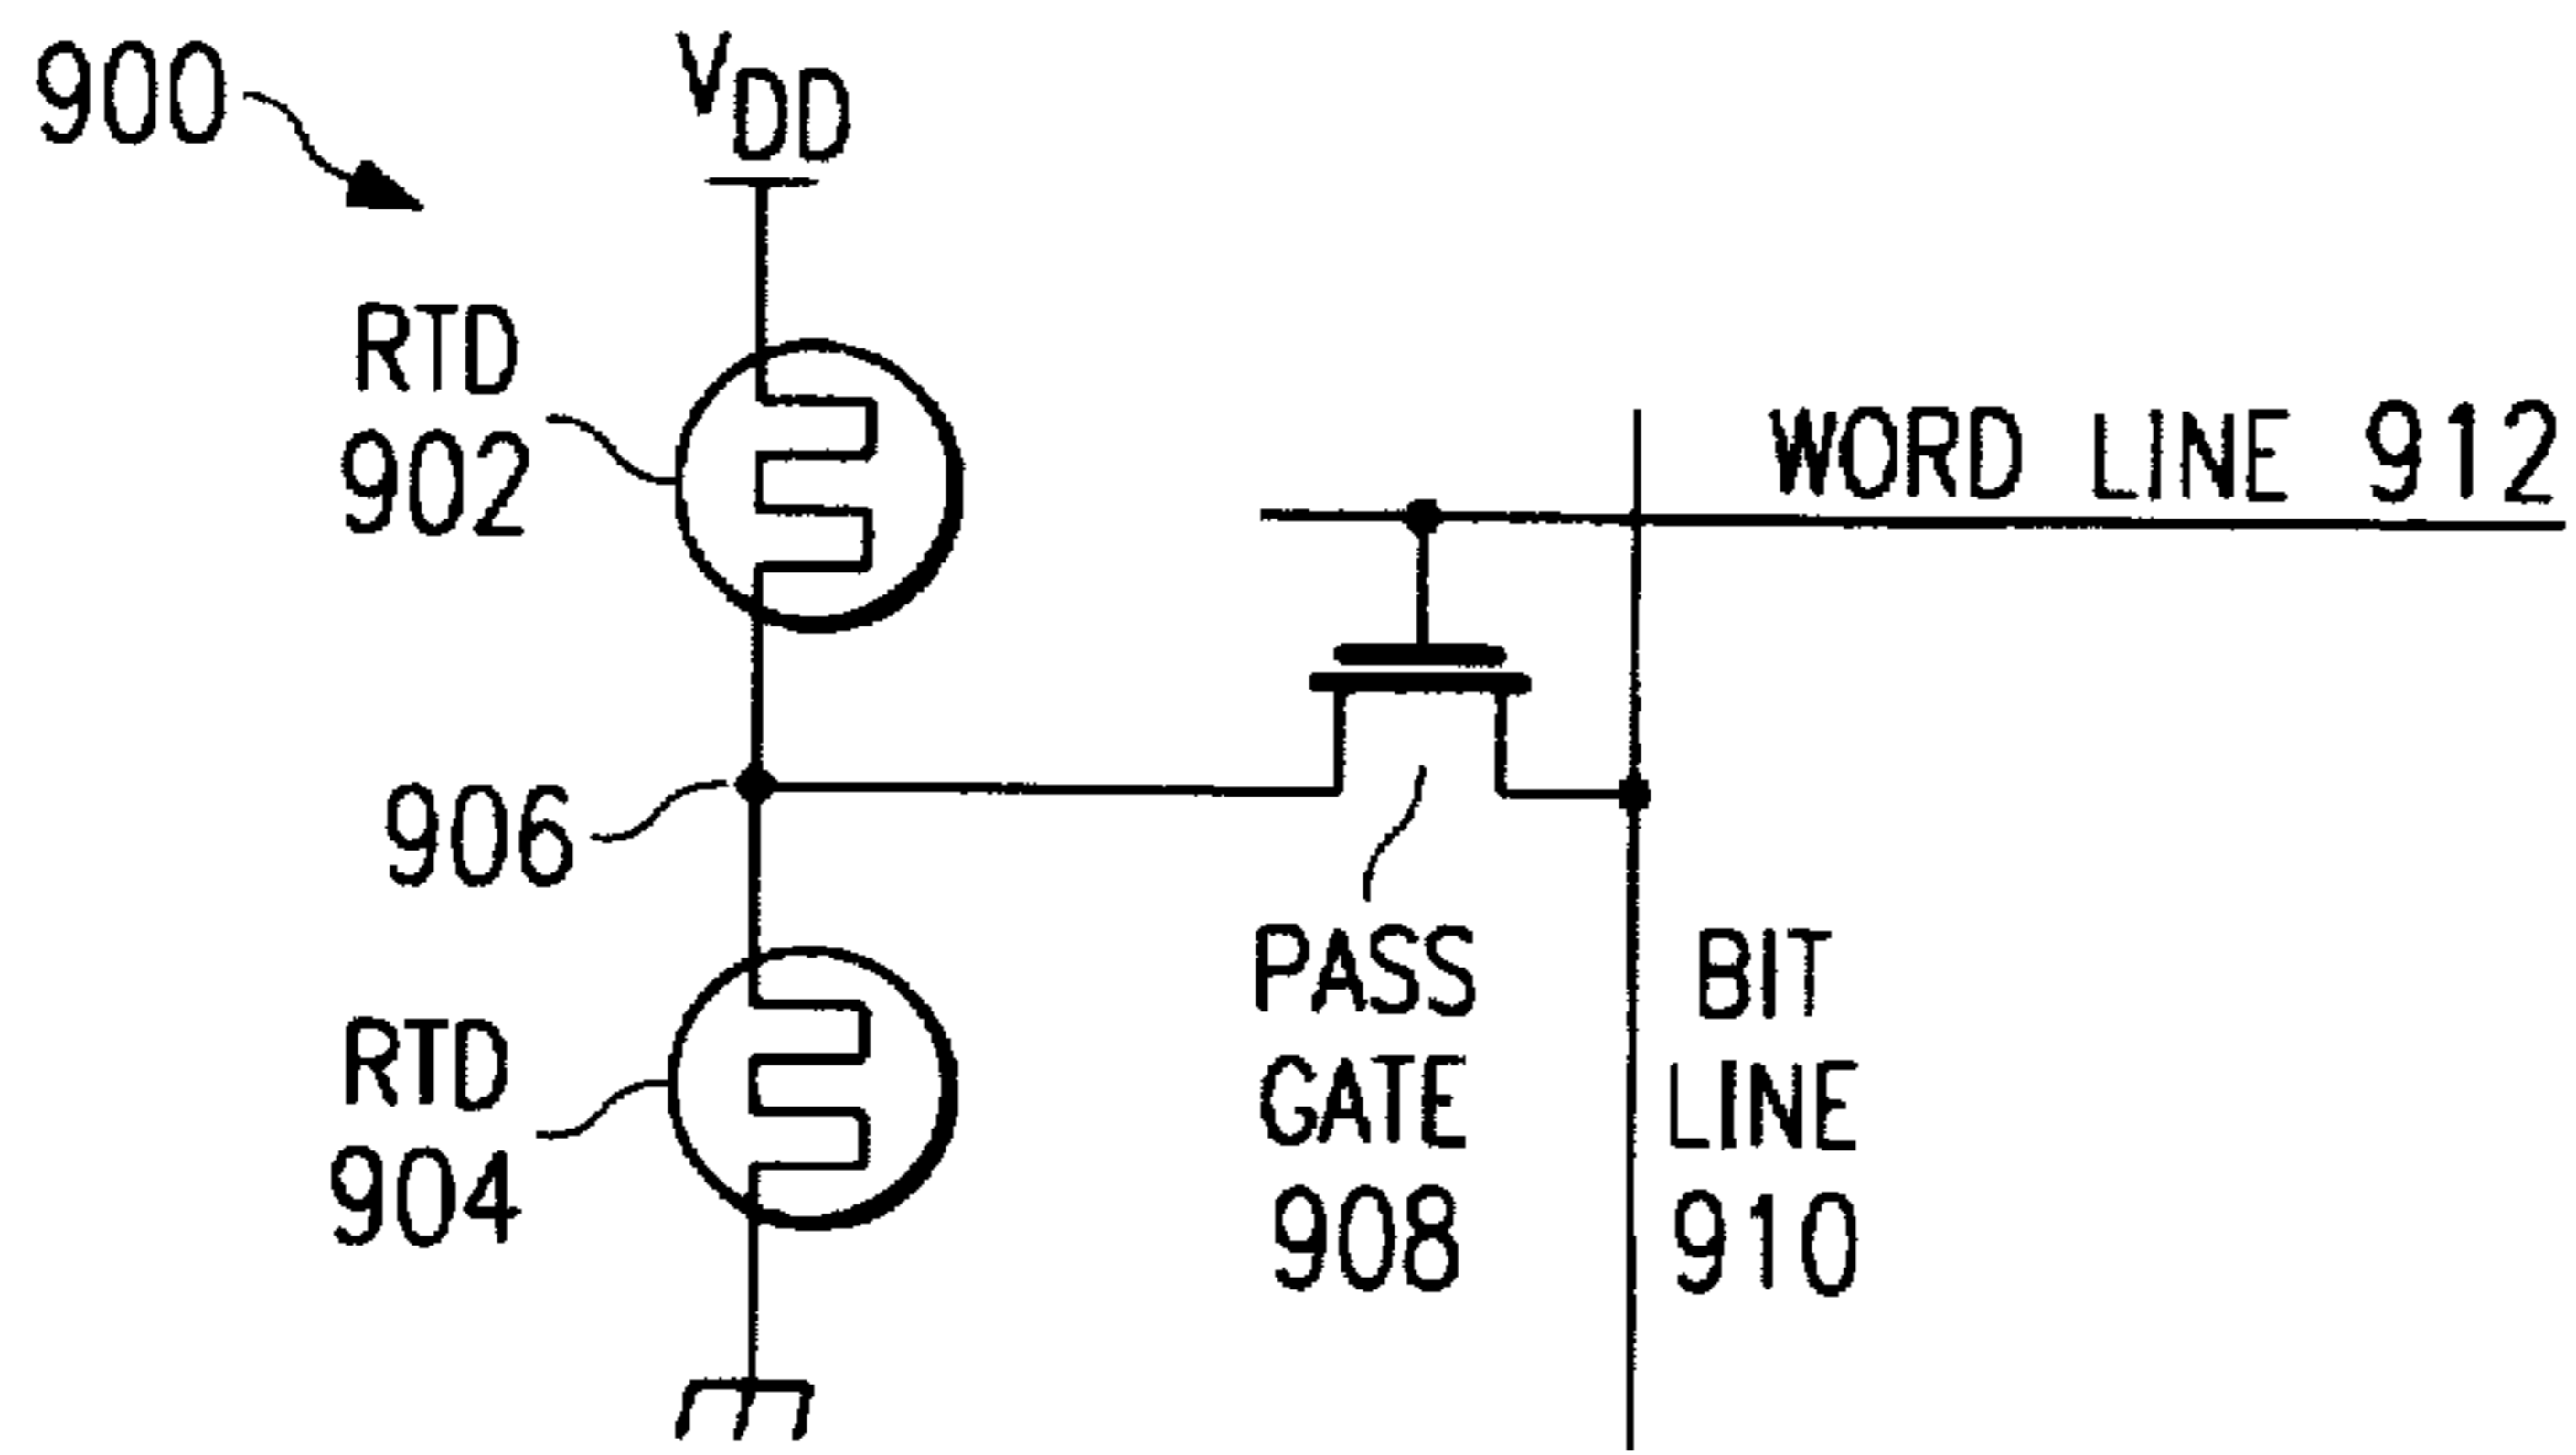 900
VDD
RTD
902
WORD LINE 912
906
PASS
GATE
908
BIT
LINE
910
RTD
904